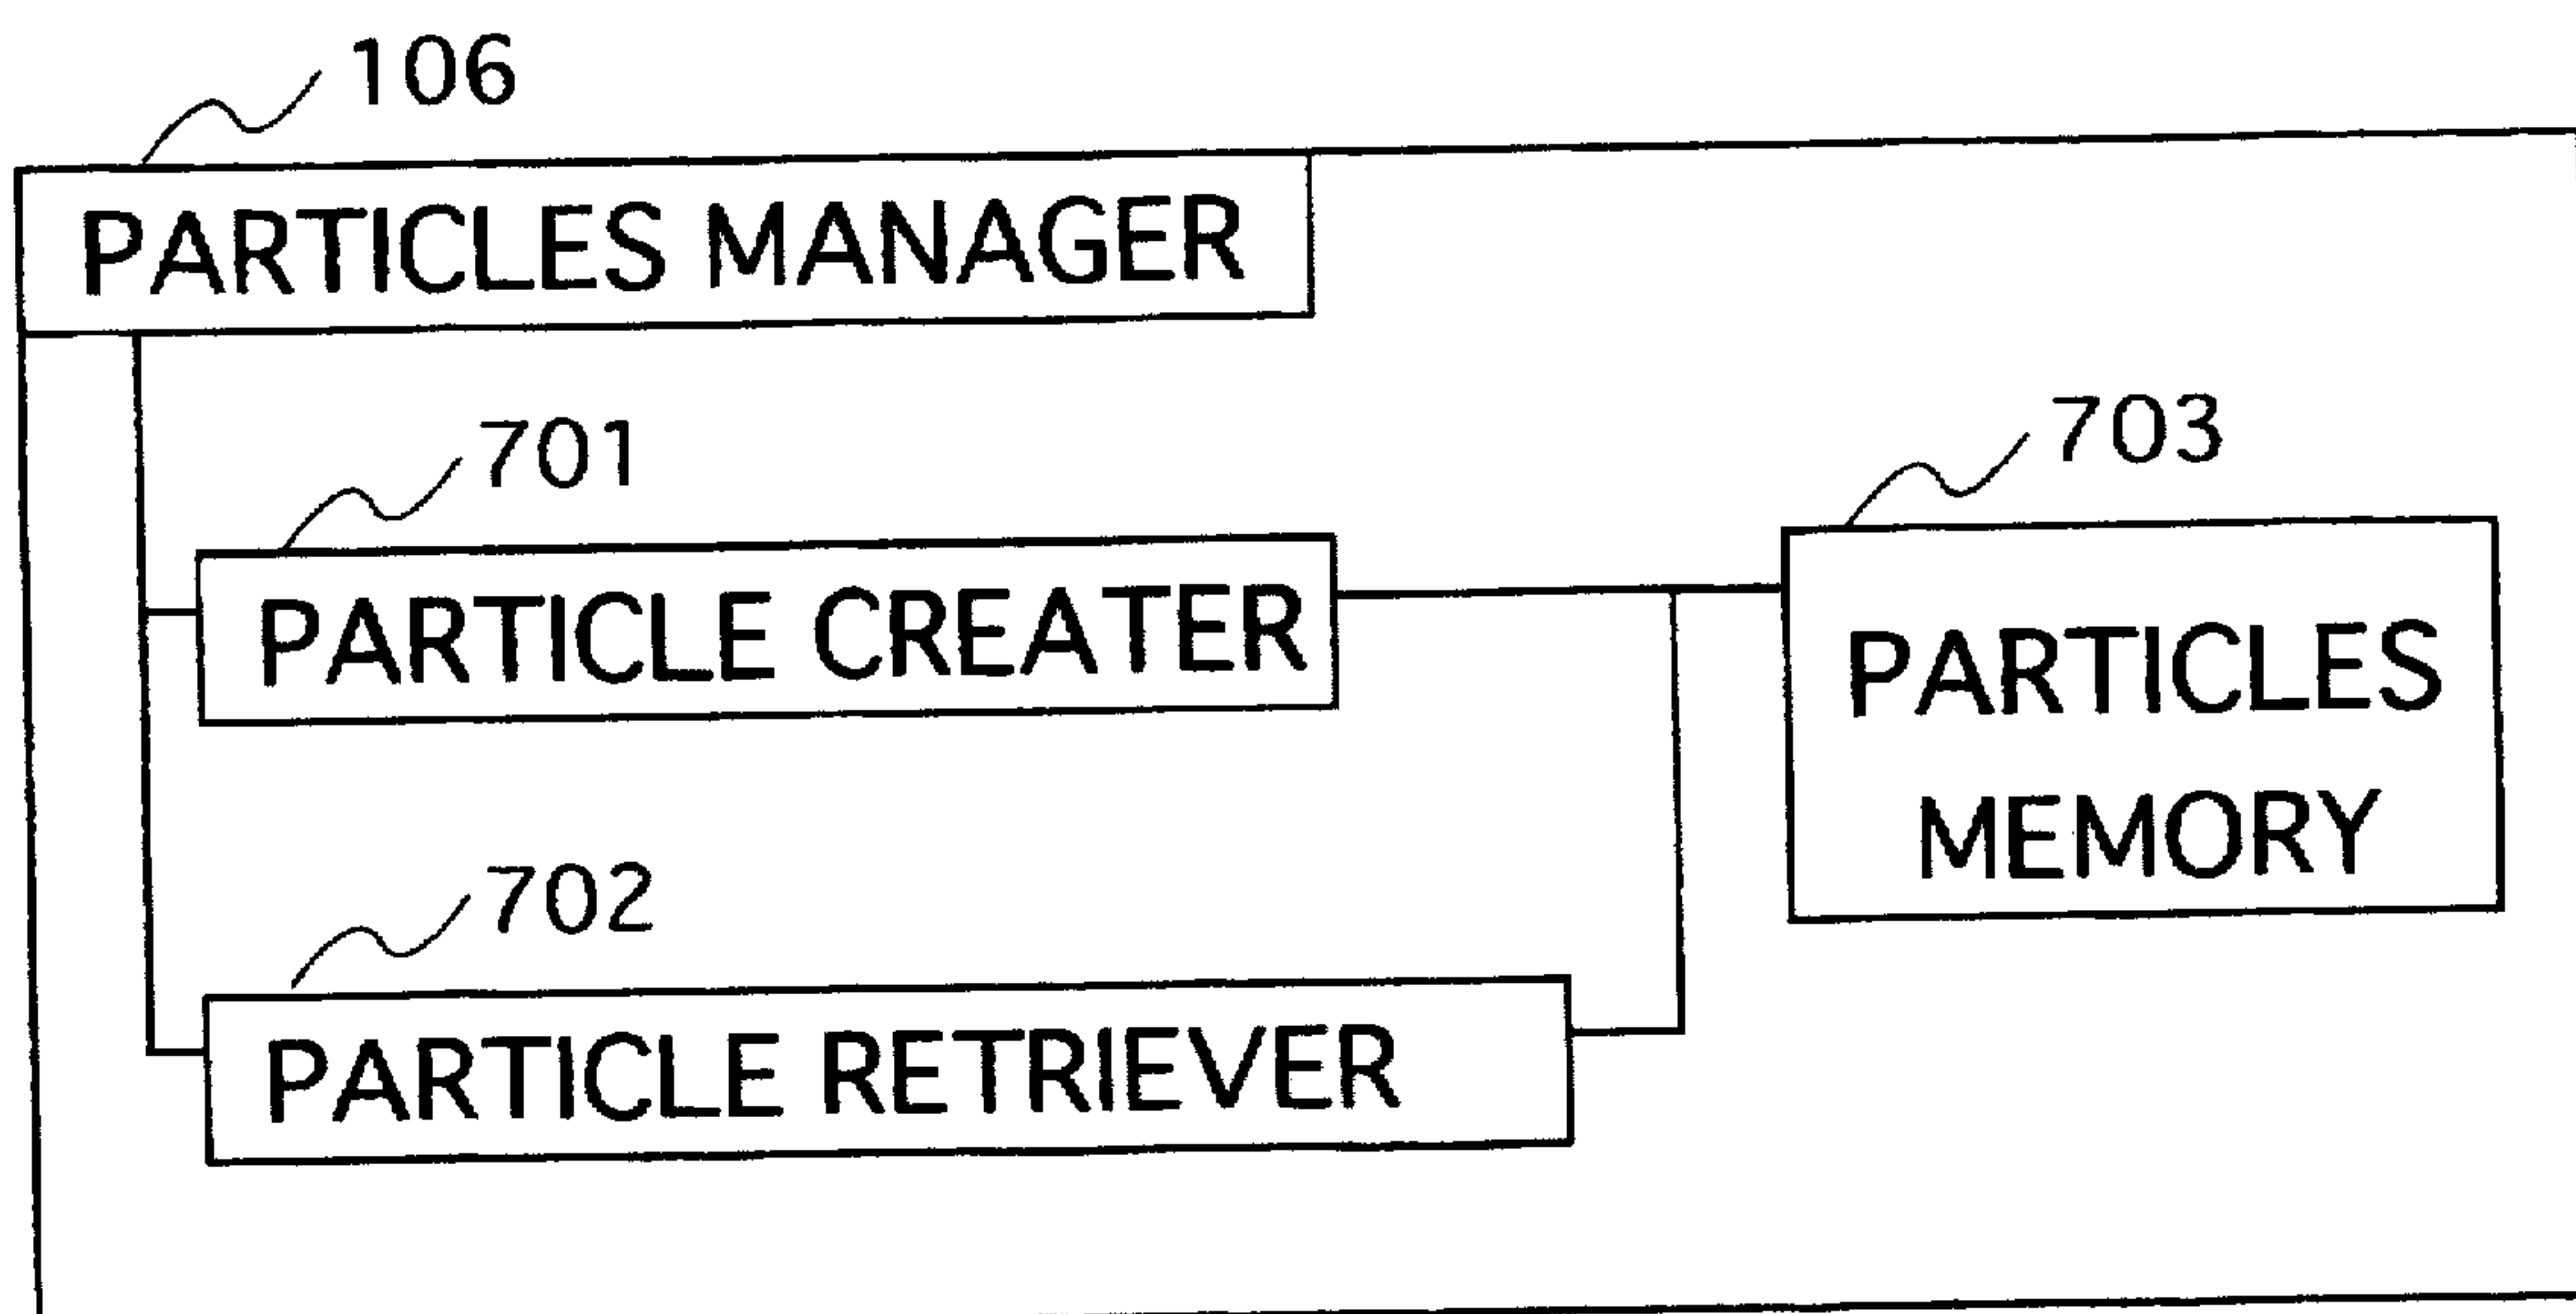 106
PARTICLES MANAGER
701
PARTICLE CREATER
703
PARTICLES
MEMORY
702
PARTICLE RETRIEVER